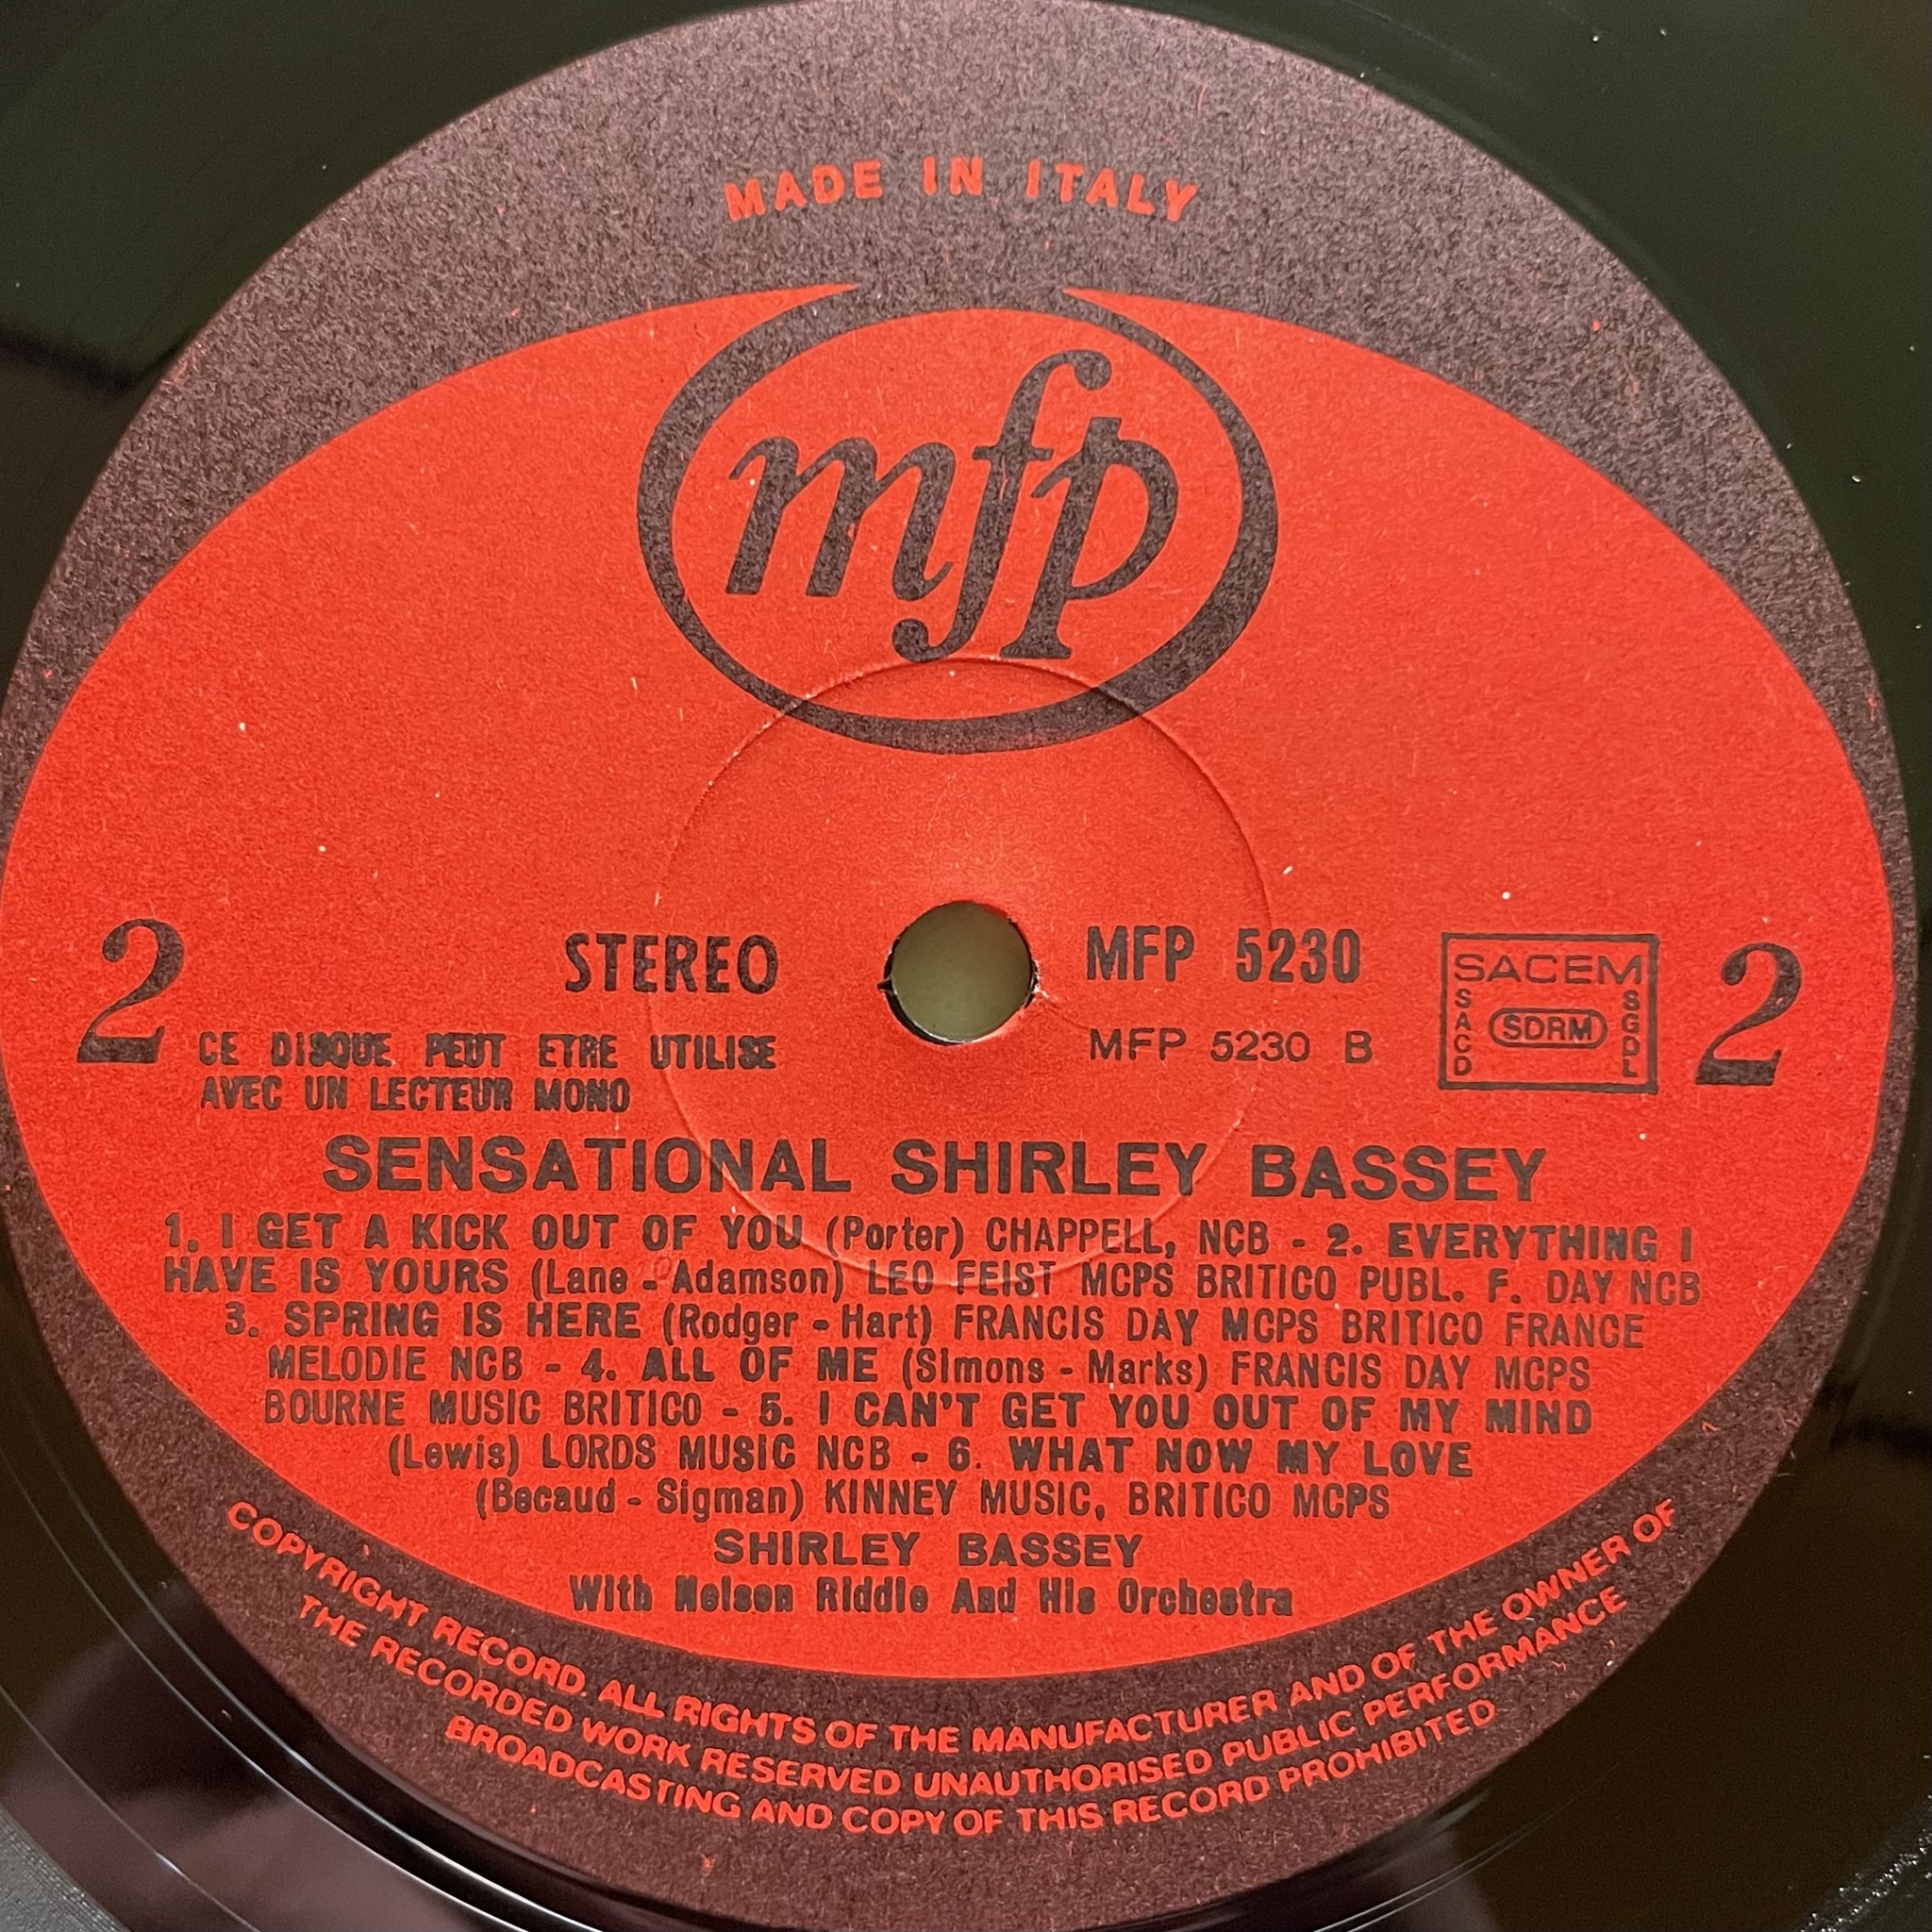 MADE IN ITALY
mfp
2
STEREO
MFP 5230
2
CE DISQUE PEUT ETRE UTILISE
AVEC UN LECTEUR MONO
MFP 5230 B
SACEM
SACD
SDRM
SGDL
SENSATIONAL SHIRLEY BASSEY
1. I GET A KICK OUT OF YOU (Porter) CHAPPELL, NCB - 2. EVERYTHING I
HAVE IS YOURS (Lane - Adamson) LEO FEIST MCPS BRITICO PUBL. F. DAY NCB
3. SPRING IS HERE (Rodger - Hart) FRANCIS DAY MCPS BRITICO FRANCE
MELODIE NCB - 4. ALL OF ME (Simons - Marks) FRANCIS DAY MCPS
BOURNE MUSIC BRITICO - 5. I CAN'T GET YOU OUT OF MY MIND
(Lewis) LORDS MUSIC NCB - 6. WHAT NOW MY LOVE
(Becaud - Sigman) KINNEY MUSIC, BRITICO MCPS
SHIRLEY BASSEY
With Nelson Riddle And His Orchestra
COPYRIGHT RECORD. ALL RIGHTS OF THE MANUFACTURER AND OF THE OWNER OF
THE RECORDED WORK RESERVED UNAUTHORISED PUBLIC PERFORMANCE
BROADCASTING AND COPY OF THIS RECORD PROHIBITED